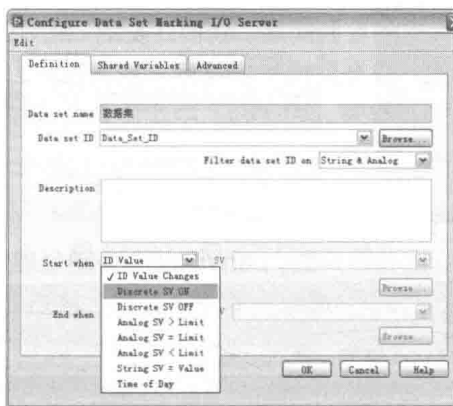 Configure Data Set Marking I/O Server
Edit
Definition Shared Variables Advanced
Data set name 数据集
Data set ID Data_Set_ID Browse...
Filter data set ID on String & Analog
Description
Start when ID Value SV
✓ ID Value Changes
Browse...
Discrete SV ON
End when
Discrete SV OFF
Analog SV > Limit
Analog SV = Limit
Browse...
Analog SV < Limit
String SV = Value
Time of Day
OK Cancel Help